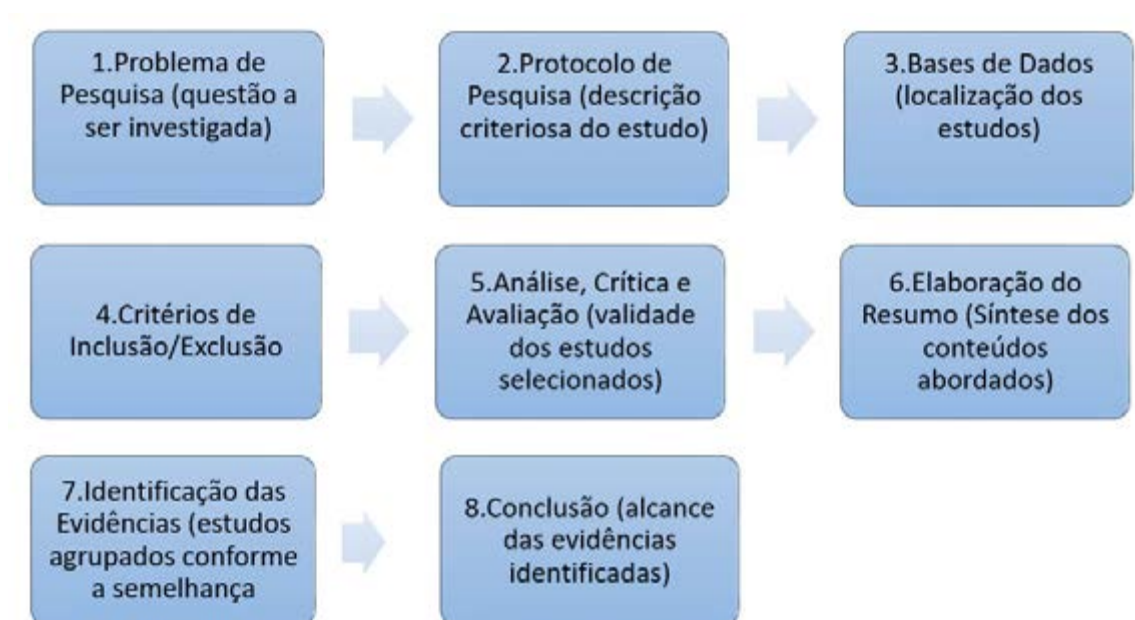 1.Problema de
Pesquisa (questão a
ser investigada)
2.Protocolo de
Pesquisa (descrição
criteriosa do estudo)
3.Bases de Dados
(localização dos
estudos)
4.Critérios de
Inclusão/Exclusão
5.Análise, Crítica e
Avaliação (validade
dos estudos
selecionados)
6.Elaboração do
Resumo (Síntese dos
conteúdos
abordados)
7.Identificação das
Evidências (estudos
agrupados conforme
a semelhança
8.Conclusão (alcance
das evidências
identificadas)